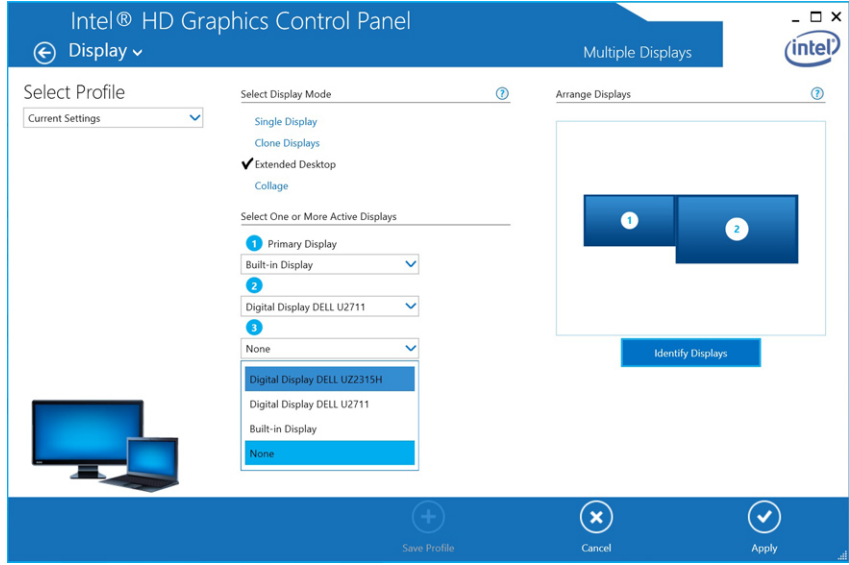 Intel® HD Graphics Control Panel
Display
Multiple Displays
intel
Select Profile
Current Settings
Select Display Mode
?
Single Display
Clone Displays
Extended Desktop
Collage
Select One or More Active Displays
1 Primary Display
Built-in Display
2
Digital Display DELL U2711
3
None
Digital Display DELL UZ2315H
Digital Display DELL U2711
Built-in Display
None
Arrange Displays
?
1
2
Identify Displays
Save Profile
Cancel
Apply